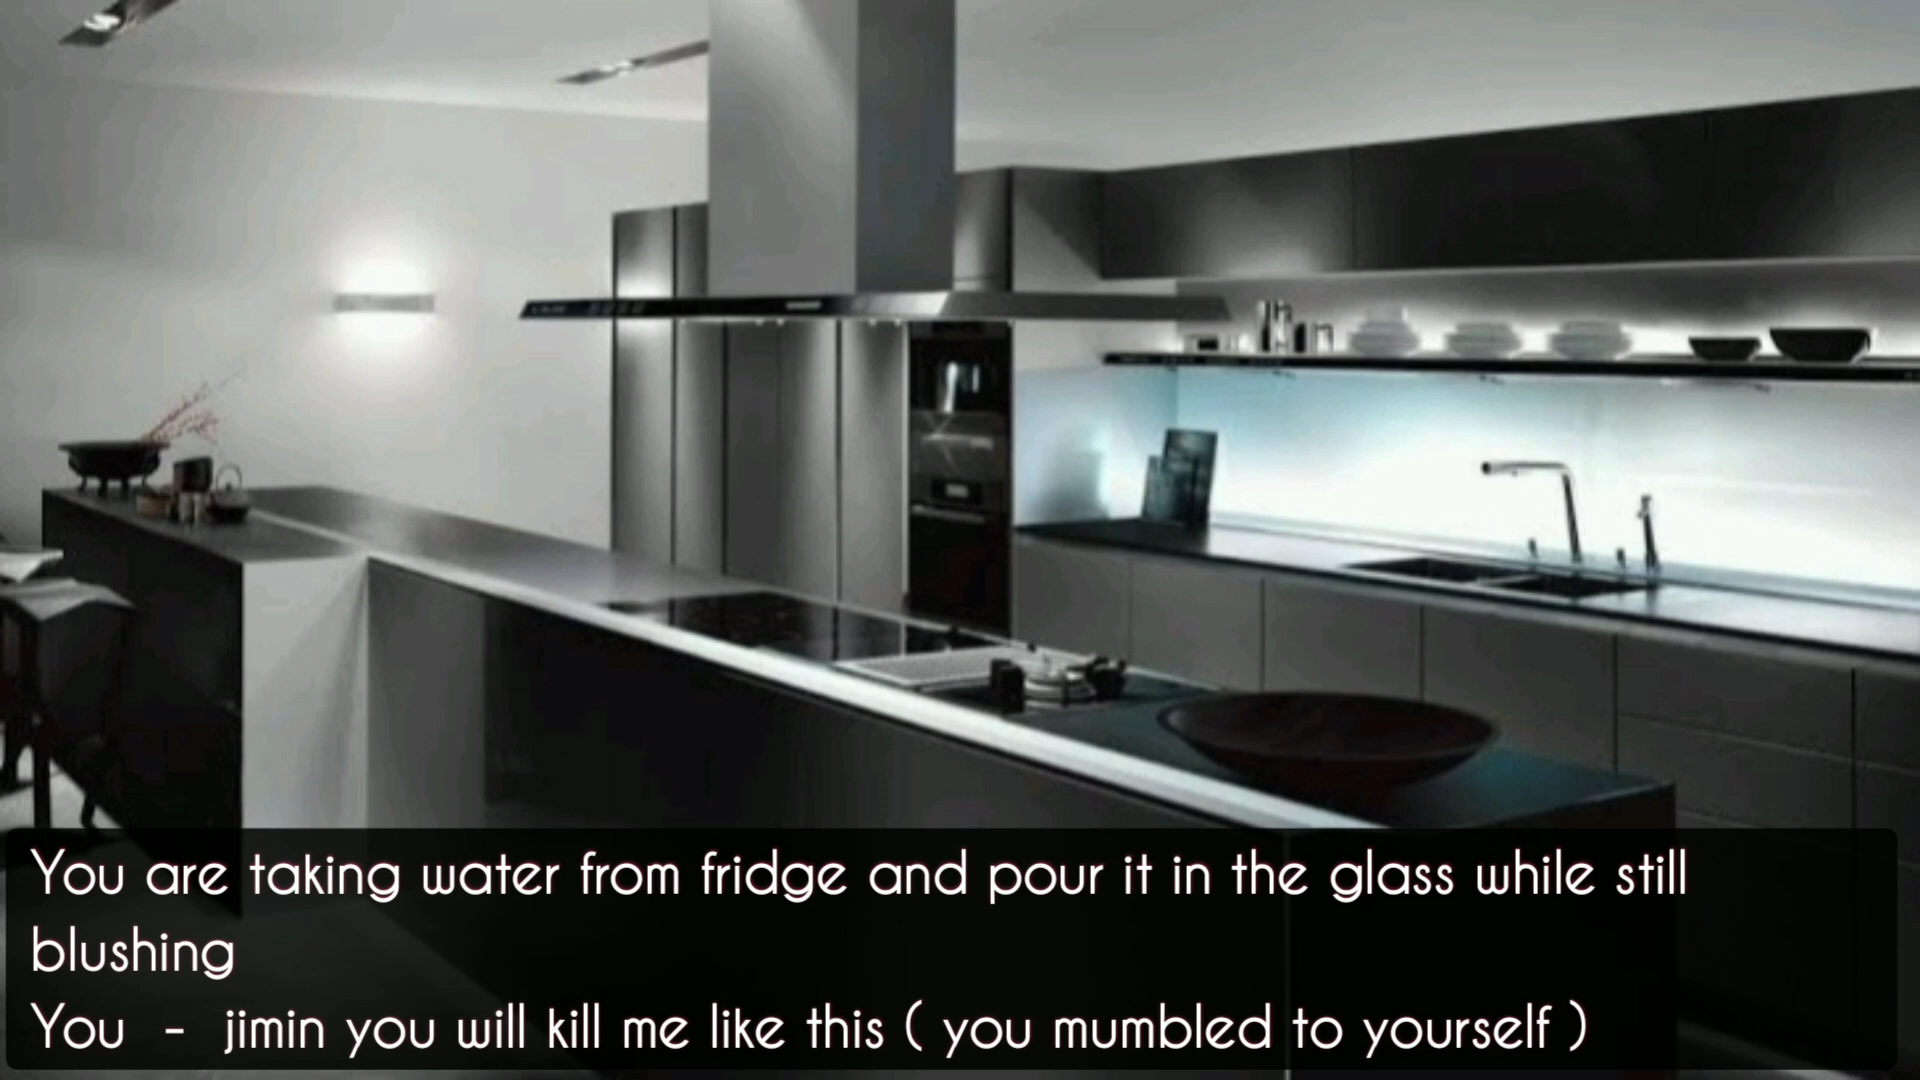 You are taking water from fridge and pour it in the glass while still
blushing
You - jimin you will kill me like this ( you mumbled to yourself )